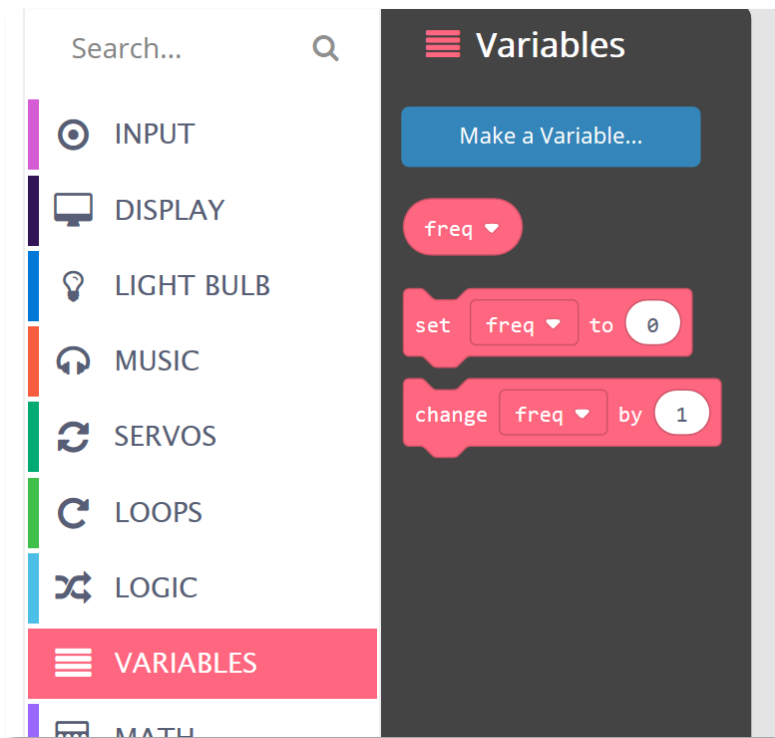 Search...
INPUT
DISPLAY
LIGHT BULB
MUSIC
SERVOS
LOOPS
LOGIC
VARIABLES
MATH
Variables
Make a Variable...
freq
set freq to 0
change freq by 1